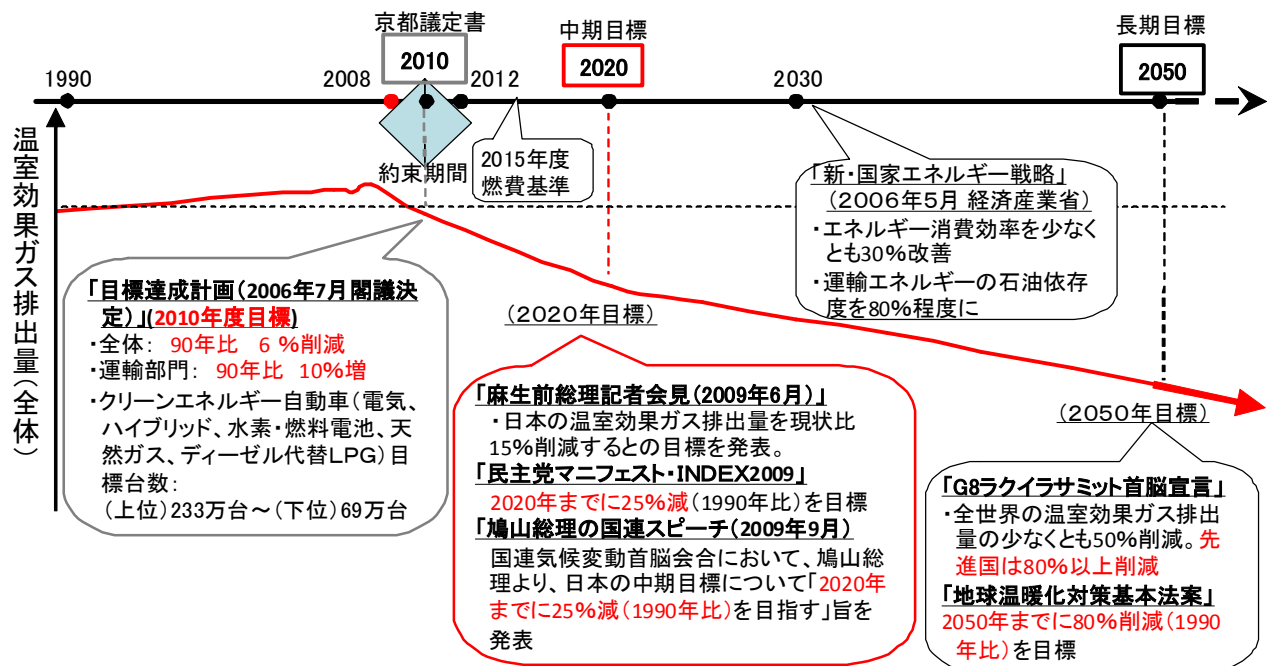 京都議定書
中期目標
長期目標
1990
2008
2010
2012
2020
2030
2050
温室効果ガス排出量(全体)
約束期間
2015年度
燃費基準
「新・国家エネルギー戦略」
(2006年5月 経済産業省)
・エネルギー消費効率を少なく
とも30%改善
・運輸エネルギーの石油依存
度を80%程度に
「目標達成計画(2006年7月閣議決
定)」(2010年度目標)
・全体: 90年比 6 %削減
・運輸部門: 90年比 10%増
・クリーンエネルギー自動車(電気、
ハイブリッド、水素・燃料電池、天
然ガス、ディーゼル代替LPG)目
標台数:
(上位)233万台~(下位)69万台
(2020年目標)
「麻生前総理記者会見(2009年6月)」
・日本の温室効果ガス排出量を現状比
15%削減するとの目標を発表。
「民主党マニフェスト・INDEX2009」
2020年までに25%減(1990年比)を目標
「鳩山総理の国連スピーチ(2009年9月)
国連気候変動首脳会合において、鳩山総
理より、日本の中期目標について「2020年
までに25%減(1990年比)を目指す」旨を
発表
(2050年目標)
「G8ラクイラサミット首脳宣言」
・全世界の温室効果ガス排出
量の少なくとも50%削減。先
進国は80%以上削減
「地球温暖化対策基本法案」
2050年までに80%削減(1990
年比)を目標